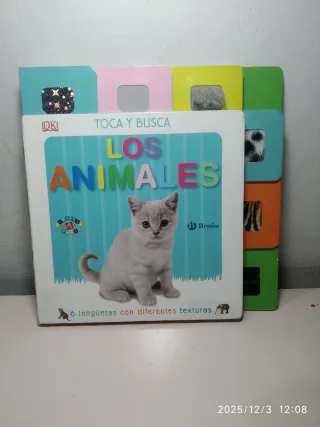 DK
TOCA Y BUSCA
LOS
ANIMALES
Bruño
6 lengüetas con diferentes texturas
2025/12/3 12:08